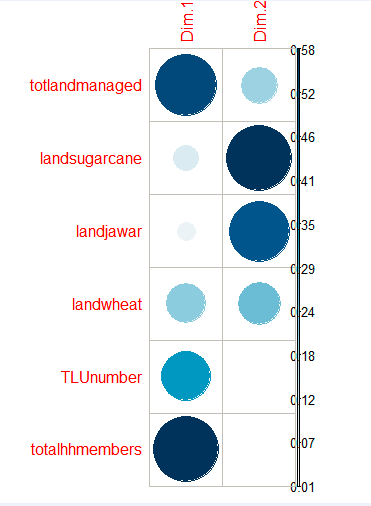 Dim.1 Dim.2
0.58
totlandmanaged
0.52
0.46
landsugarcane
0.41
landjawar
0.35
0.29
landwheat
0.24
0.18
TLUnumber
0.12
0.07
totalhhmembers
0.01